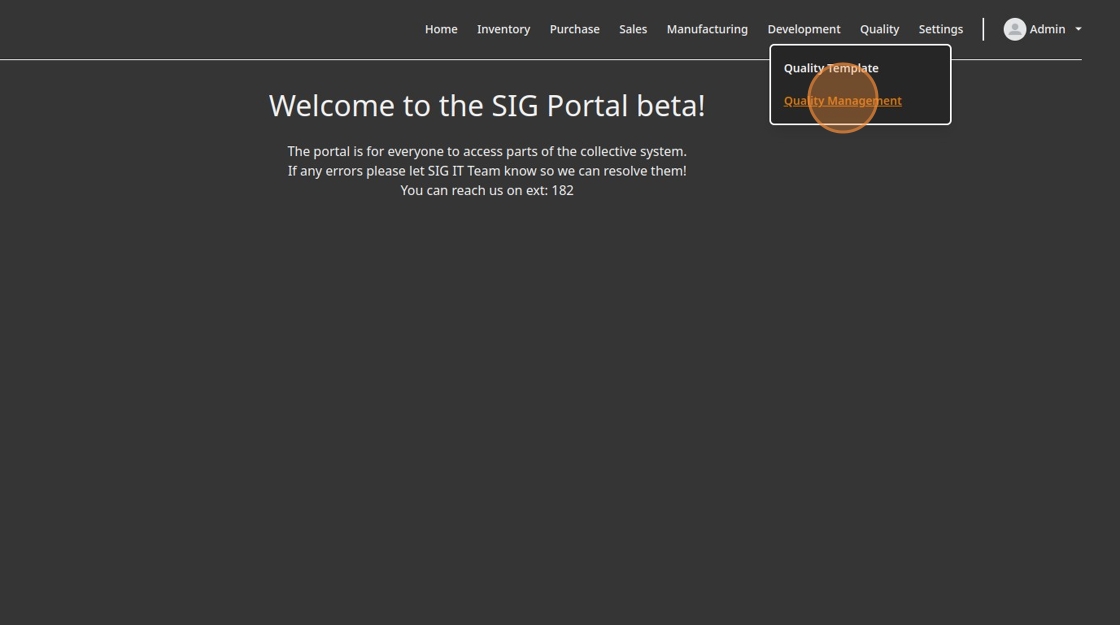 Home Inventory Purchase Sales Manufacturing Development Quality Settings Admin
Quality Template
Quality Management
Welcome to the SIG Portal beta!
The portal is for everyone to access parts of the collective system.
If any errors please let SIG IT Team know so we can resolve them!
You can reach us on ext: 182